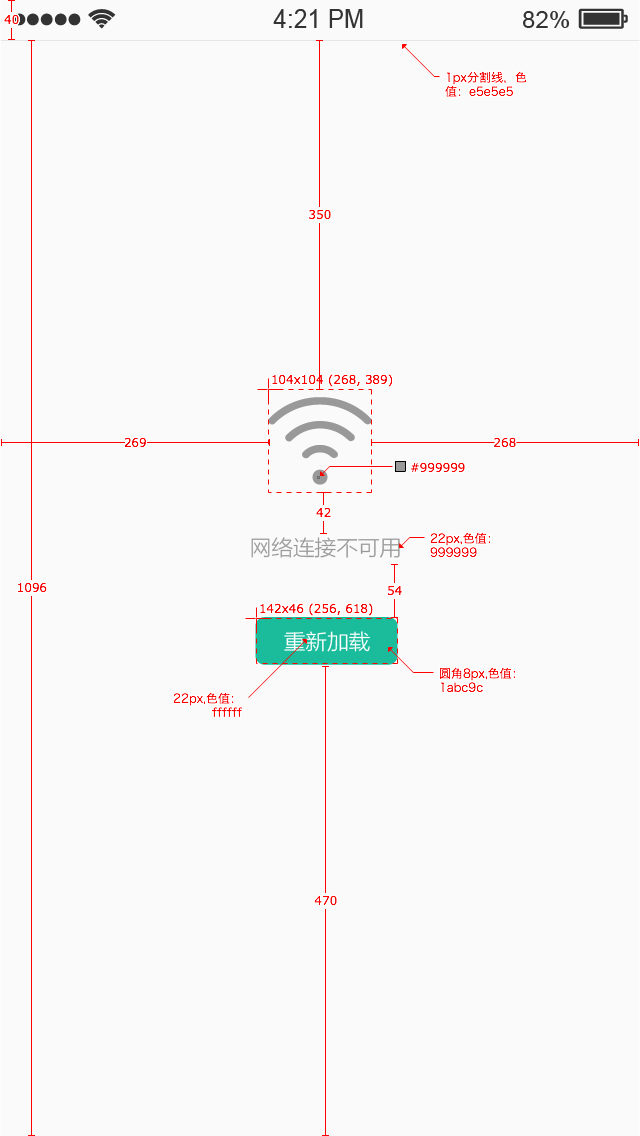 40
4:21 PM
82%
1px分割线、色
值：e5e5e5
350
104x104 (268, 389)
269
268
#999999
42
网络连接不可用
22px,色值：
999999
1096
54
142x46 (256, 618)
重新加载
圆角8px,色值：
1abc9c
22px,色值：
ffffff
470